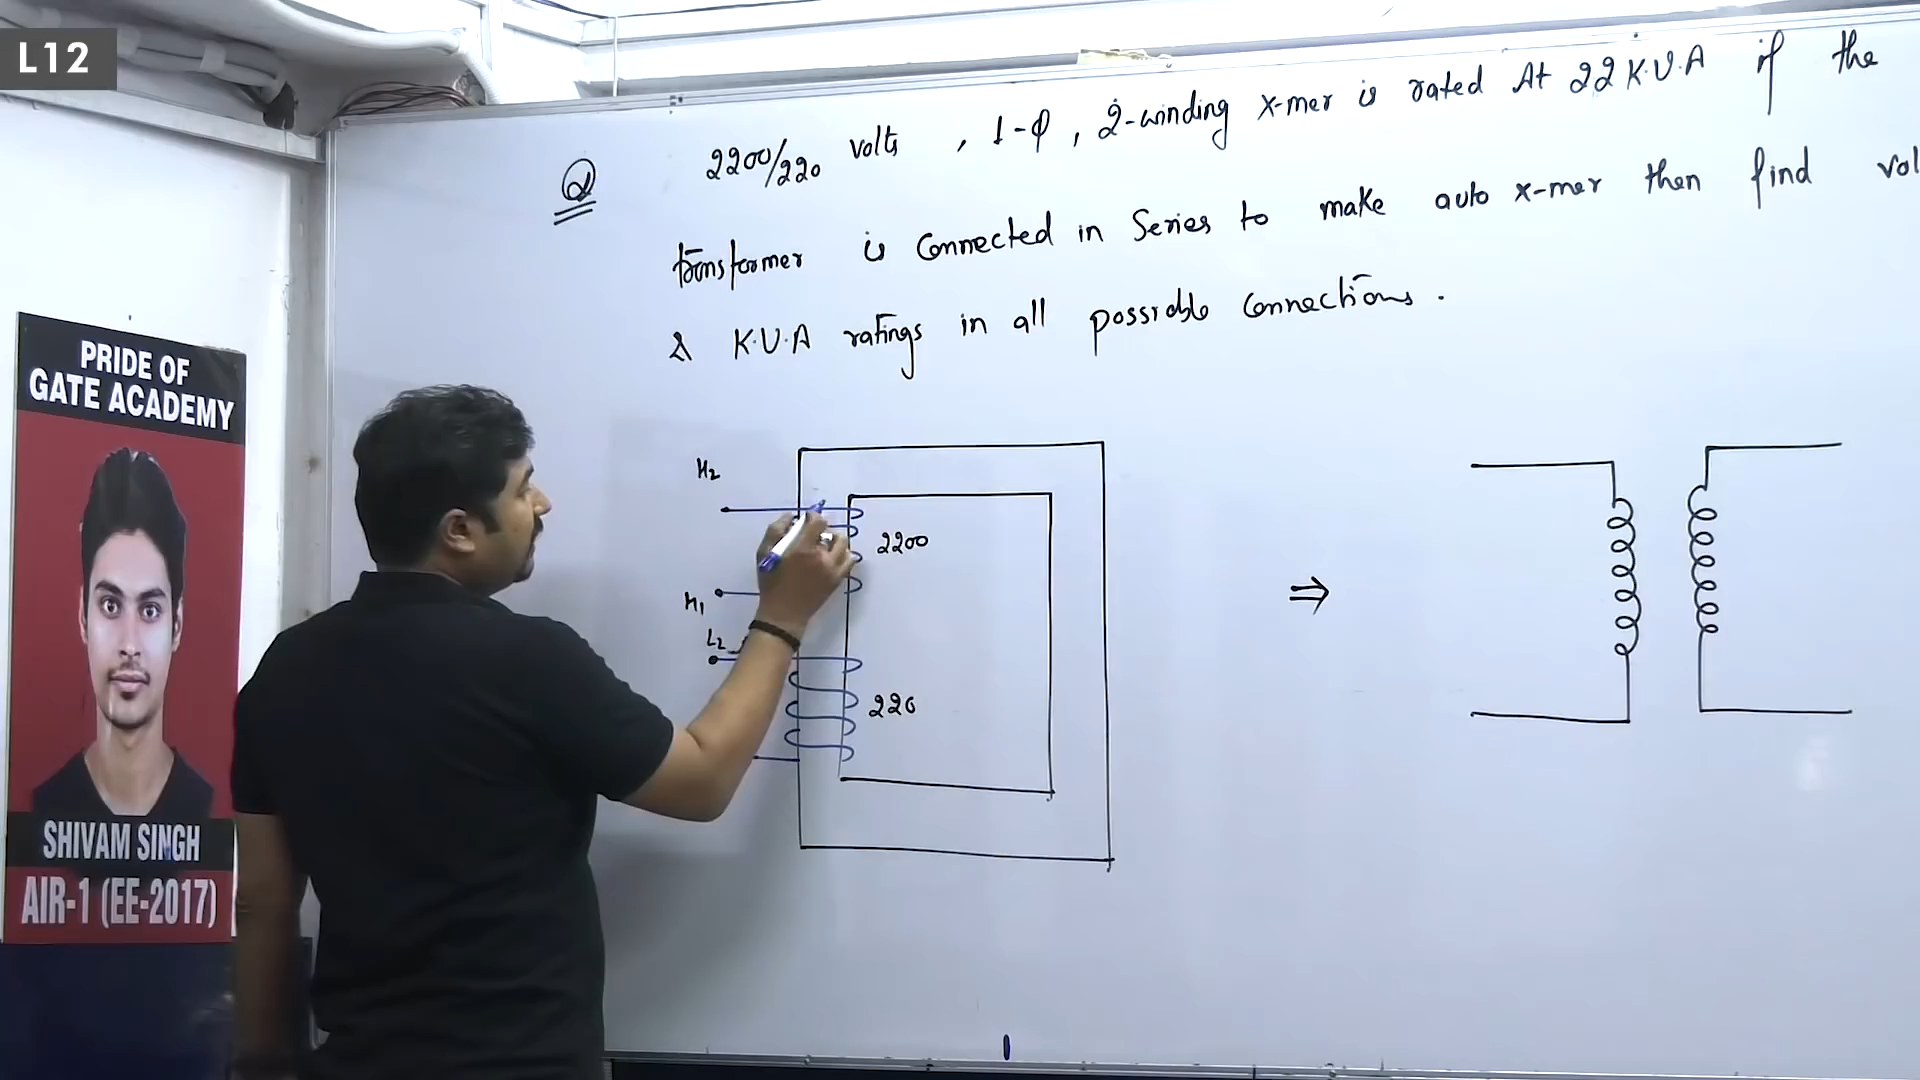 L12
Q 2200/220 volts, 1-φ, 2-winding x-mer is rated At 22 K.V.A if the
transformer is connected in Series to make auto x-mer then find vol
& K.V.A ratings in all possible connections.
PRIDE OF
GATE ACADEMY
SHIVAM SINGH
AIR-1 (EE-2017)
H2
2200
H1
L2
220
⇒